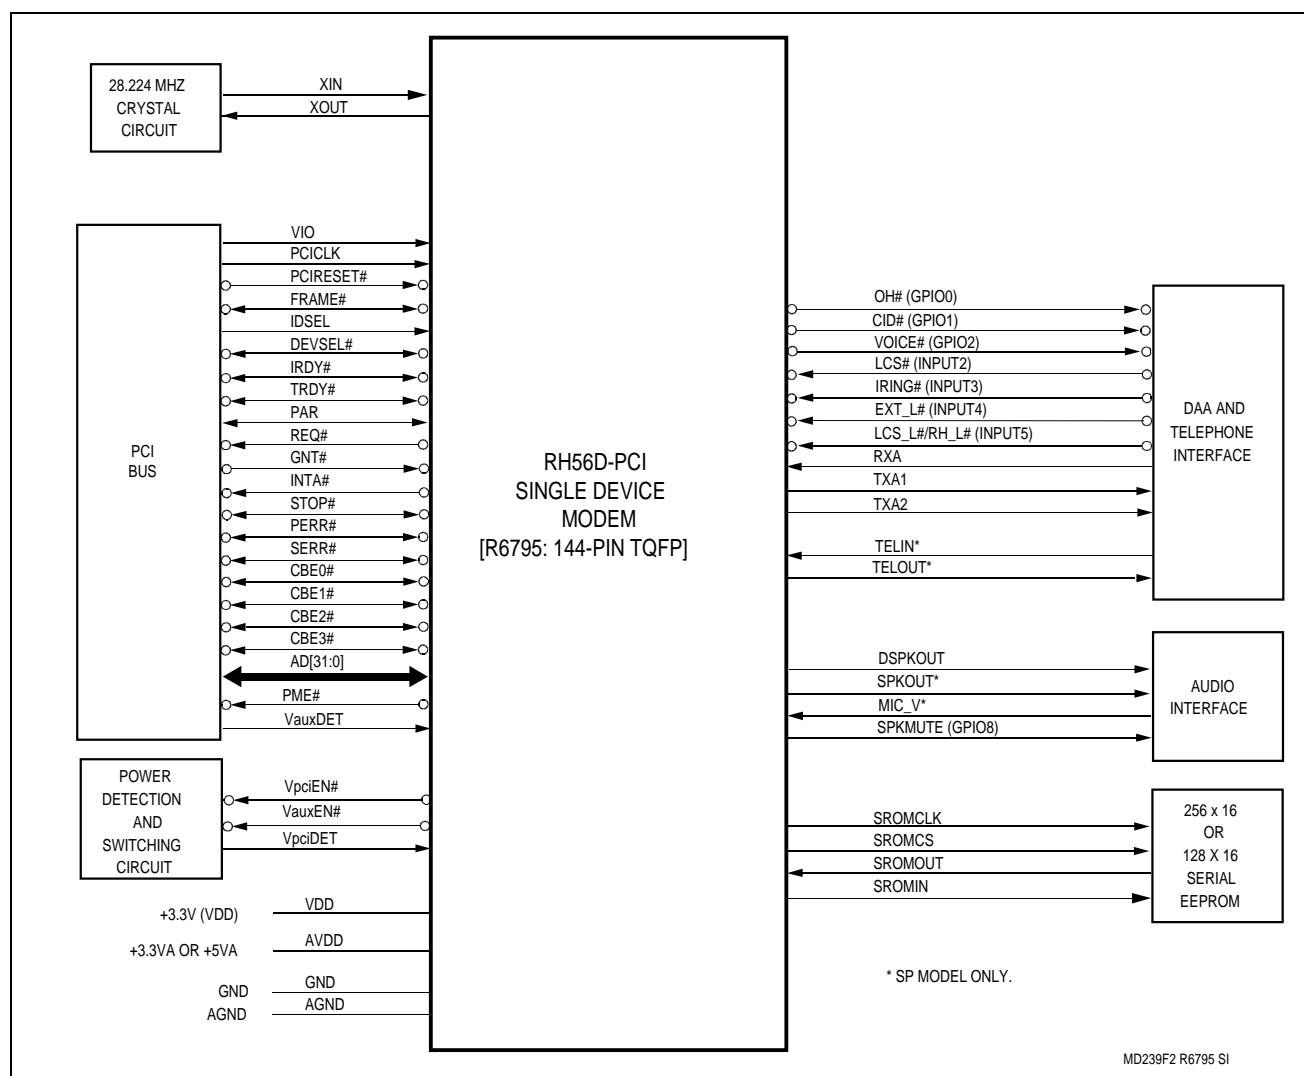 28.224 MHZ
CRYSTAL
CIRCUIT
XIN
XOUT
PCI
BUS
VIO
PCICLK
PCIRESET#
FRAME#
IDSEL
DEVSEL#
IRDY#
TRDY#
PAR
REQ#
GNT#
INTA#
STOP#
PERR#
SERR#
CBE0#
CBE1#
CBE2#
CBE3#
AD[31:0]
PME#
VauxDET
POWER
DETECTION
AND
SWITCHING
CIRCUIT
VpciEN#
VauxEN#
VpciDET
+3.3V (VDD)
VDD
+3.3VA OR +5VA
AVDD
GND
GND
AGND
AGND
RH56D-PCI
SINGLE DEVICE
MODEM
[R6795: 144-PIN TQFP]
OH# (GPIO0)
CID# (GPIO1)
VOICE# (GPIO2)
LCS# (INPUT2)
IRING# (INPUT3)
EXT_L# (INPUT4)
LCS_L#/RH_L# (INPUT5)
RXA
TXA1
TXA2
TELIN*
TELOUT*
DAA AND
TELEPHONE
INTERFACE
DSPKOUT
SPKOUT*
MIC_V*
SPKMUTE (GPIO8)
AUDIO
INTERFACE
SROMCLK
SROMCS
SROMOUT
SROMIN
256 x 16
OR
128 X 16
SERIAL
EEPROM
* SP MODEL ONLY.
MD239F2 R6795 SI